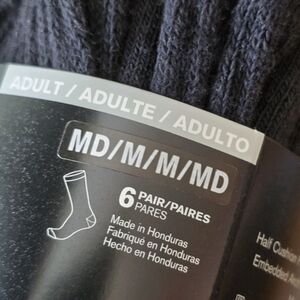 ADULT / ADULTE / ADULTO
MD/M/M/MD
6 PAIR/PAIRES
PARES
Made in Honduras
Fabriqué en Honduras
Hecho en Honduras
Half Cushion
Embedded